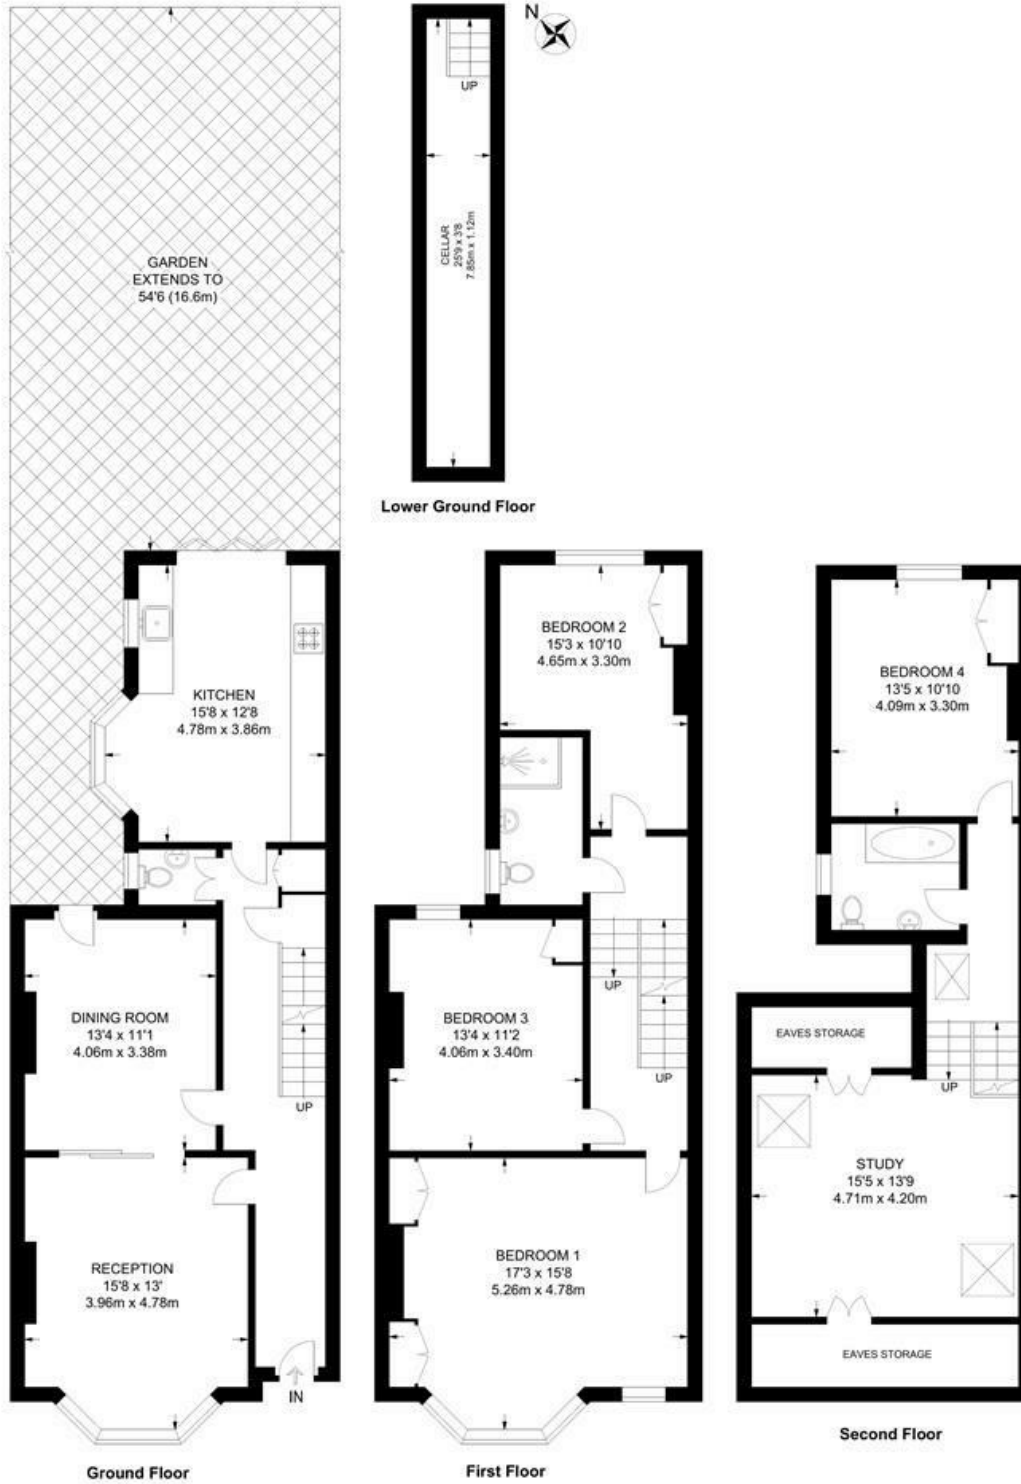 N
UP
CELLAR
25'9 x 3'8
7.85m x 1.12m
Lower Ground Floor
GARDEN
EXTENDS TO
54'6 (16.6m)
KITCHEN
15'8 x 12'8
4.78m x 3.86m
DINING ROOM
13'4 x 11'1
4.06m x 3.38m
UP
RECEPTION
15'8 x 13'
3.96m x 4.78m
IN
Ground Floor
BEDROOM 2
15'3 x 10'10
4.65m x 3.30m
BEDROOM 3
13'4 x 11'2
4.06m x 3.40m
UP
UP
BEDROOM 1
17'3 x 15'8
5.26m x 4.78m
First Floor
BEDROOM 4
13'5 x 10'10
4.09m x 3.30m
EAVES STORAGE
UP
STUDY
15'5 x 13'9
4.71m x 4.20m
EAVES STORAGE
Second Floor